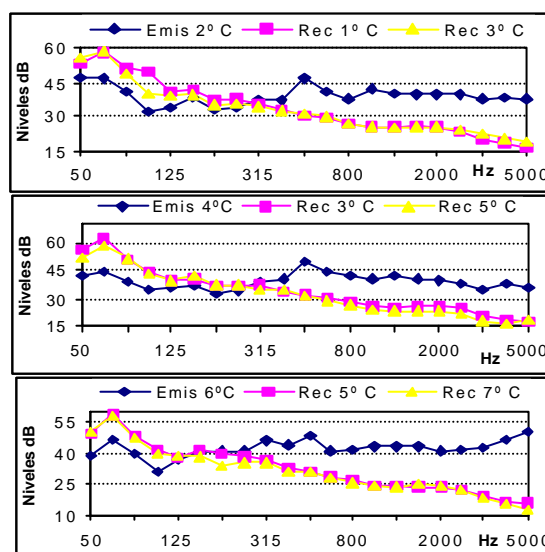 Emis 2º C Rec 1º C Rec 3º C
Niveles dB
60
45
30
15
50 125 315 800 2000 Hz 5000
Emis 4ºC Rec 3º C Rec 5º C
Niveles dB
60
45
30
15
50 125 315 800 2000 Hz 5000
Emis 6ºC Rec 5º C Rec 7º C
Niveles dB
55
40
25
10
50 125 315 800 2000 Hz 5000